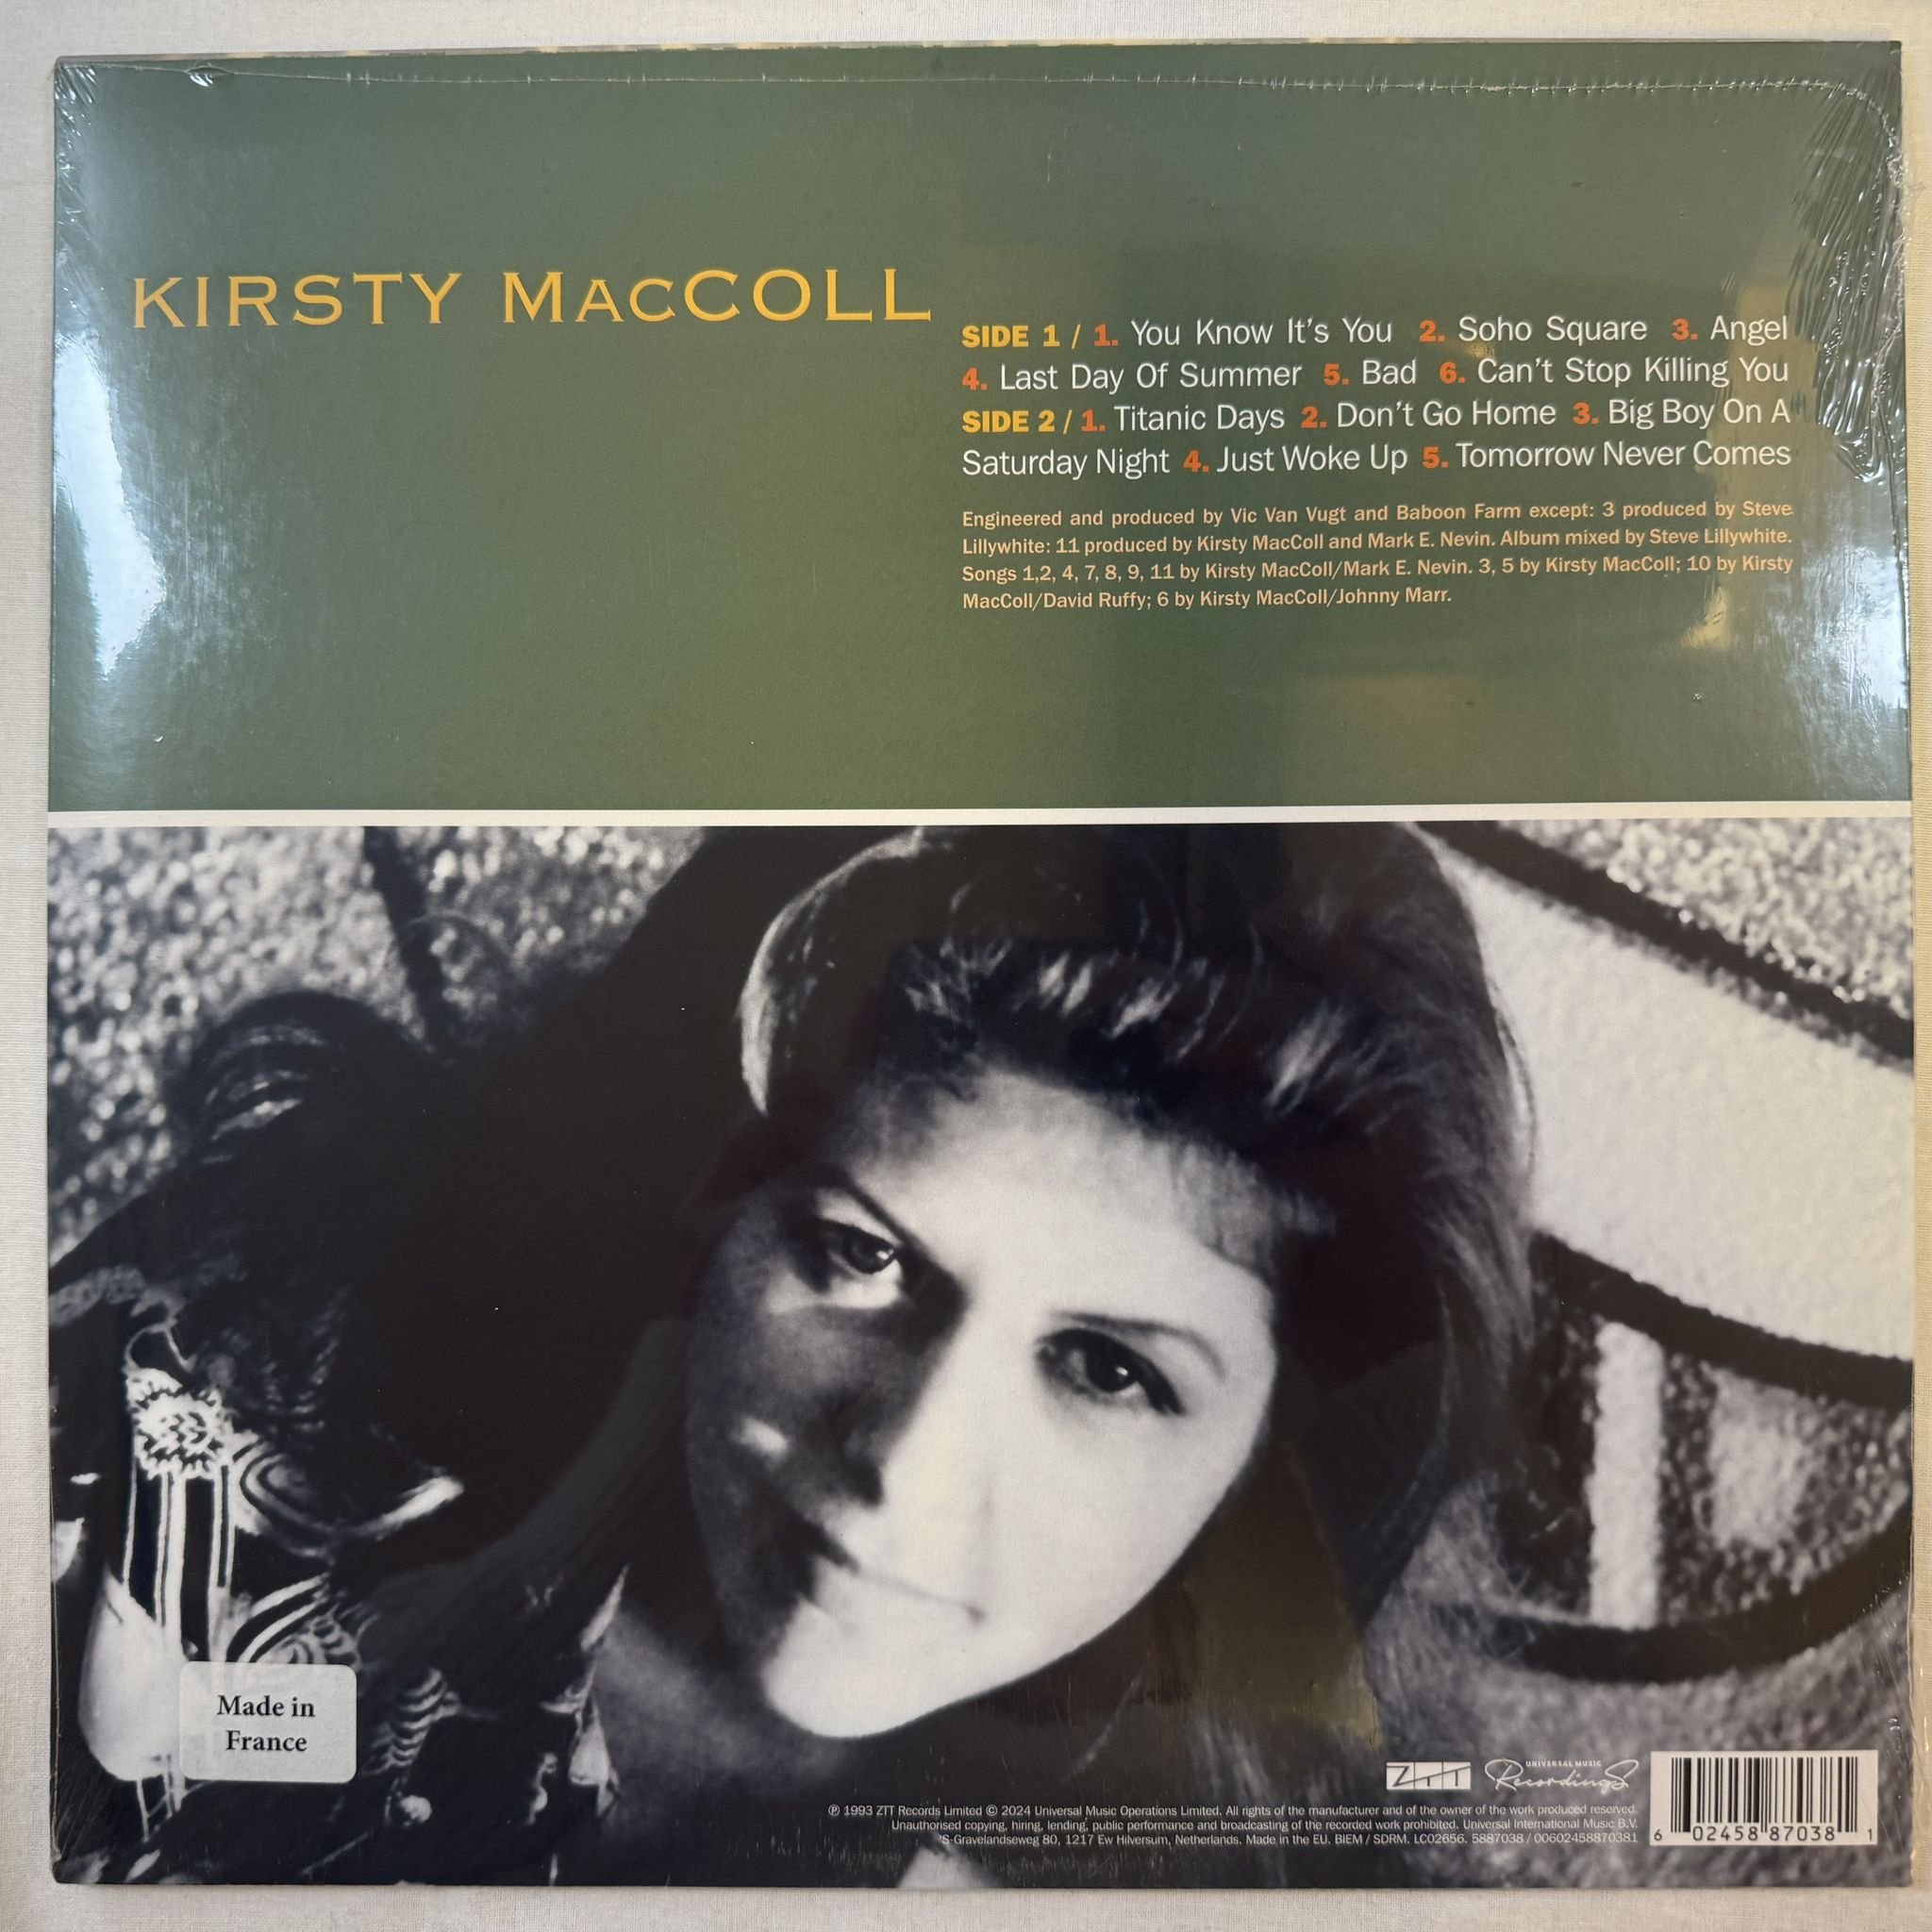 KIRSTY MACCOLL
SIDE 1 / 1. You Know It's You 2. Soho Square 3. Angel
4. Last Day Of Summer 5. Bad 6. Can't Stop Killing You
SIDE 2 / 1. Titanic Days 2. Don't Go Home 3. Big Boy On A
Saturday Night 4. Just Woke Up 5. Tomorrow Never Comes
Engineered and produced by Vic Van Vugt and Baboon Farm except: 3 produced by Steve
Lillywhite: 11 produced by Kirsty MacColl and Mark E. Nevin. Album mixed by Steve Lillywhite.
Songs 1,2, 4, 7, 8, 9, 11 by Kirsty MacColl/Mark E. Nevin. 3, 5 by Kirsty MacColl; 10 by Kirsty
MacColl/David Ruffy; 6 by Kirsty MacColl/Johnny Marr.
Made in
France
ZTT
UNIVERSAL MUSIC
Recordings
℗ 1993 ZTT Records Limited © 2024 Universal Music Operations Limited. All rights of the manufacturer and of the owner of the work produced reserved.
Unauthorised copying, hiring, lending, public performance and broadcasting of the recorded work prohibited. Universal International Music B.V.
'S-Gravelandseweg 80, 1217 Ew Hilversum, Netherlands. Made in the EU. BIEM / SDRM. LC02656. 5887038 / 00602458870381
6 02458 87038 1